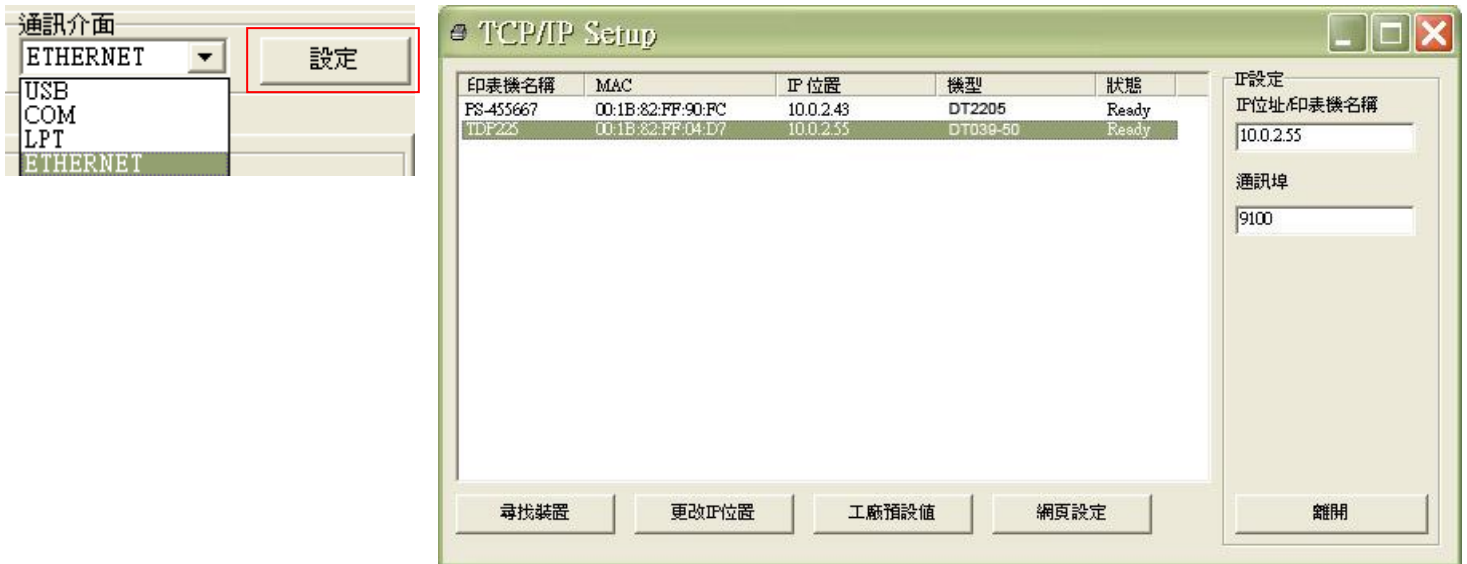 通訊介面
ETHERNET
設定
USB
COM
LPT
ETHERNET
TCP/IP Setup
印表機名稱 MAC IP 位置 機型 狀態
PS-455667 00:1B:82:FF:90:FC 10.0.2.43 DT2205 Ready
TDP225 00:1B:82:FF:04:D7 10.0.2.55 DT039-50 Ready
IP設定
IP位址/印表機名稱
10.0.2.55
通訊埠
9100
尋找裝置 更改IP位置 工廠預設值 網頁設定 離開